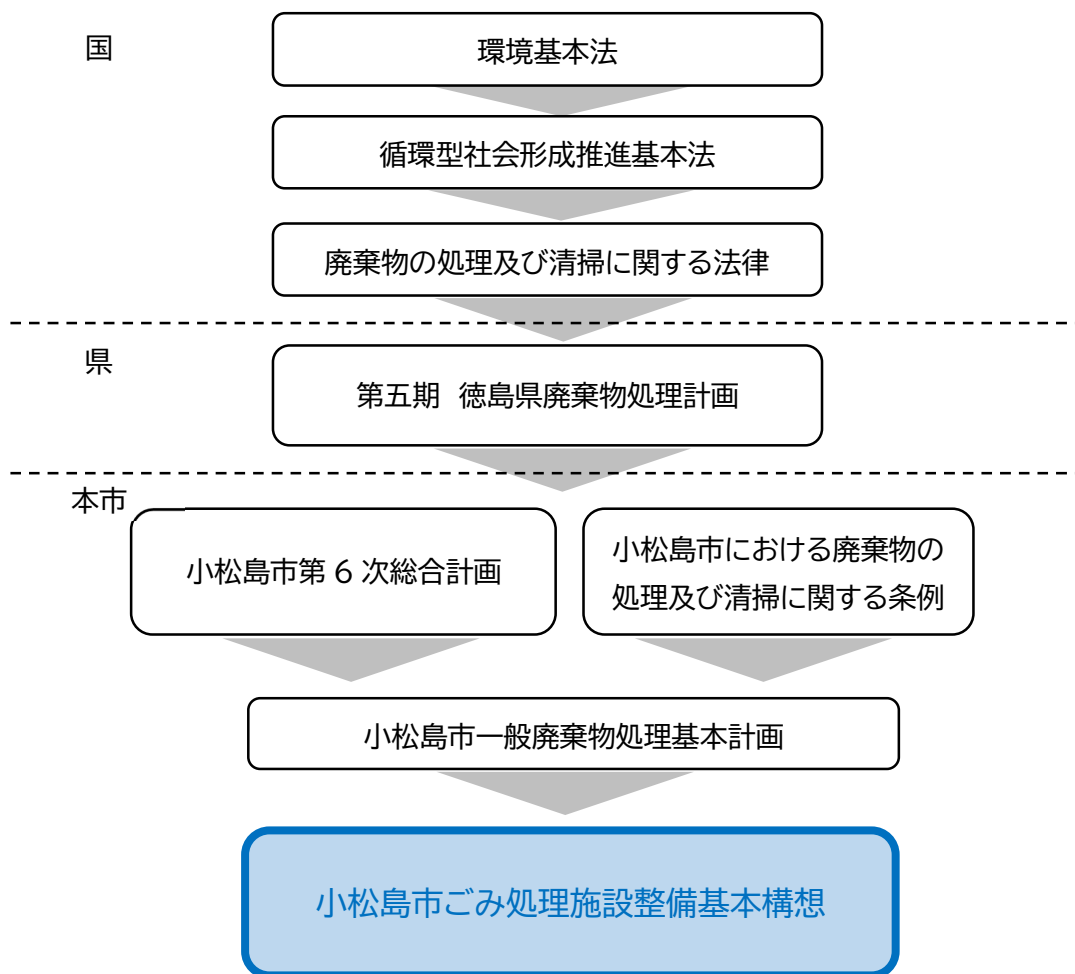 国
環境基本法
循環型社会形成推進基本法
廃棄物の処理及び清掃に関する法律
県
第五期 徳島県廃棄物処理計画
本市
小松島市第 6 次総合計画
小松島市における廃棄物の
処理及び清掃に関する条例
小松島市一般廃棄物処理基本計画
小松島市ごみ処理施設整備基本構想